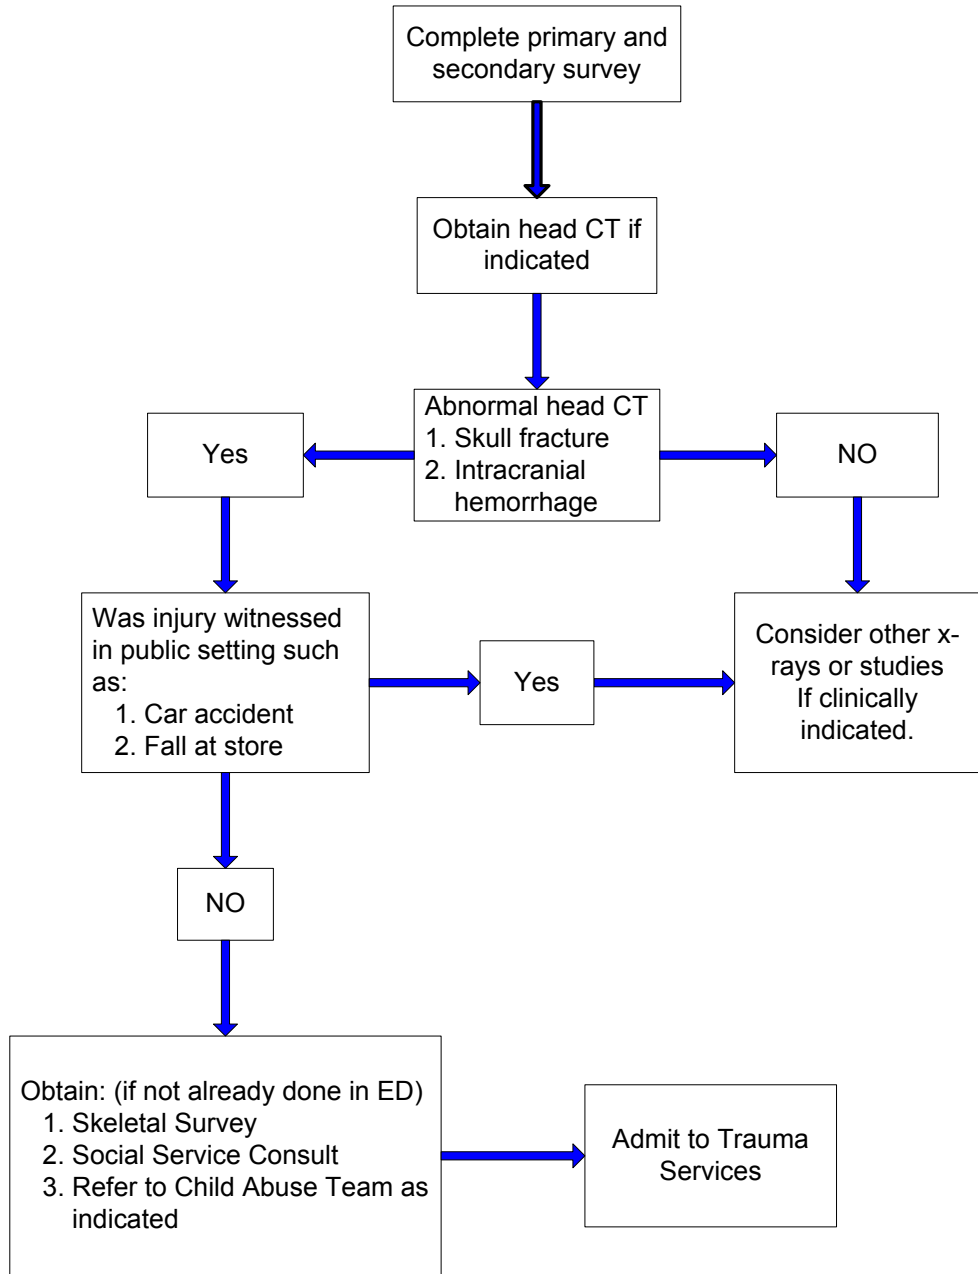 Complete primary and
secondary survey
Obtain head CT if
indicated
Abnormal head CT
1. Skull fracture
2. Intracranial
hemorrhage
Yes
NO
Was injury witnessed
in public setting such
as:
1. Car accident
2. Fall at store
Yes
Consider other x-
rays or studies
If clinically
indicated.
NO
Obtain: (if not already done in ED)
1. Skeletal Survey
2. Social Service Consult
3. Refer to Child Abuse Team as
indicated
Admit to Trauma
Services